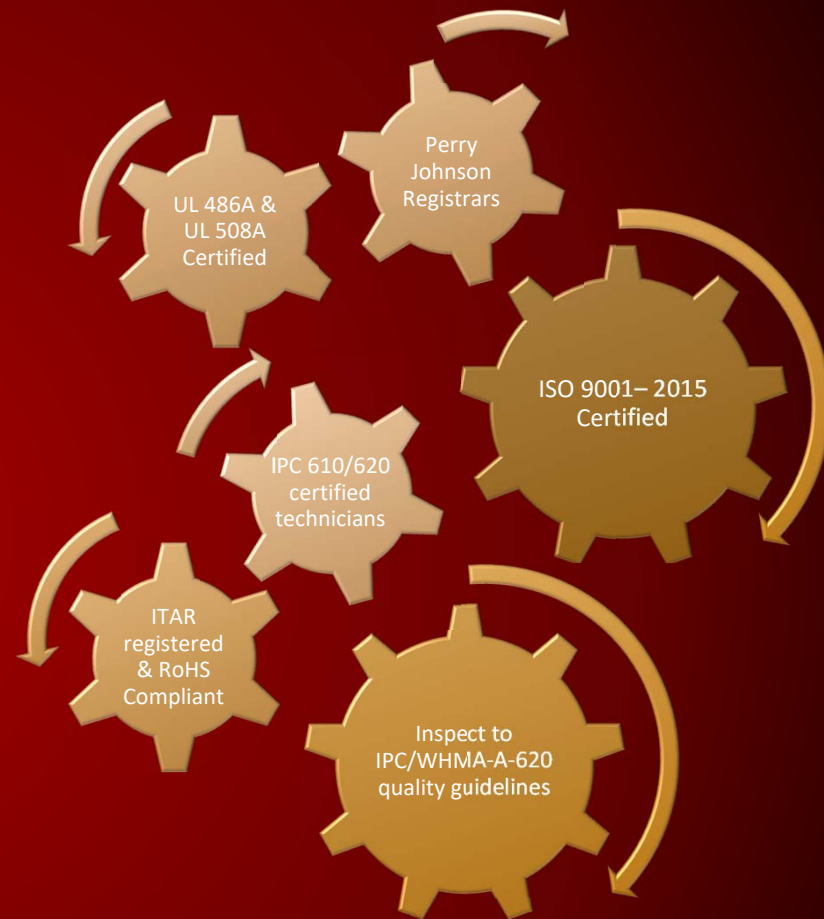 Perry
Johnson
Registrars
UL 486A &
UL 508A
Certified
ISO 9001– 2015
Certified
IPC 610/620
certified
technicians
ITAR
registered
& RoHS
Compliant
Inspect to
IPC/WHMA-A-620
quality guidelines